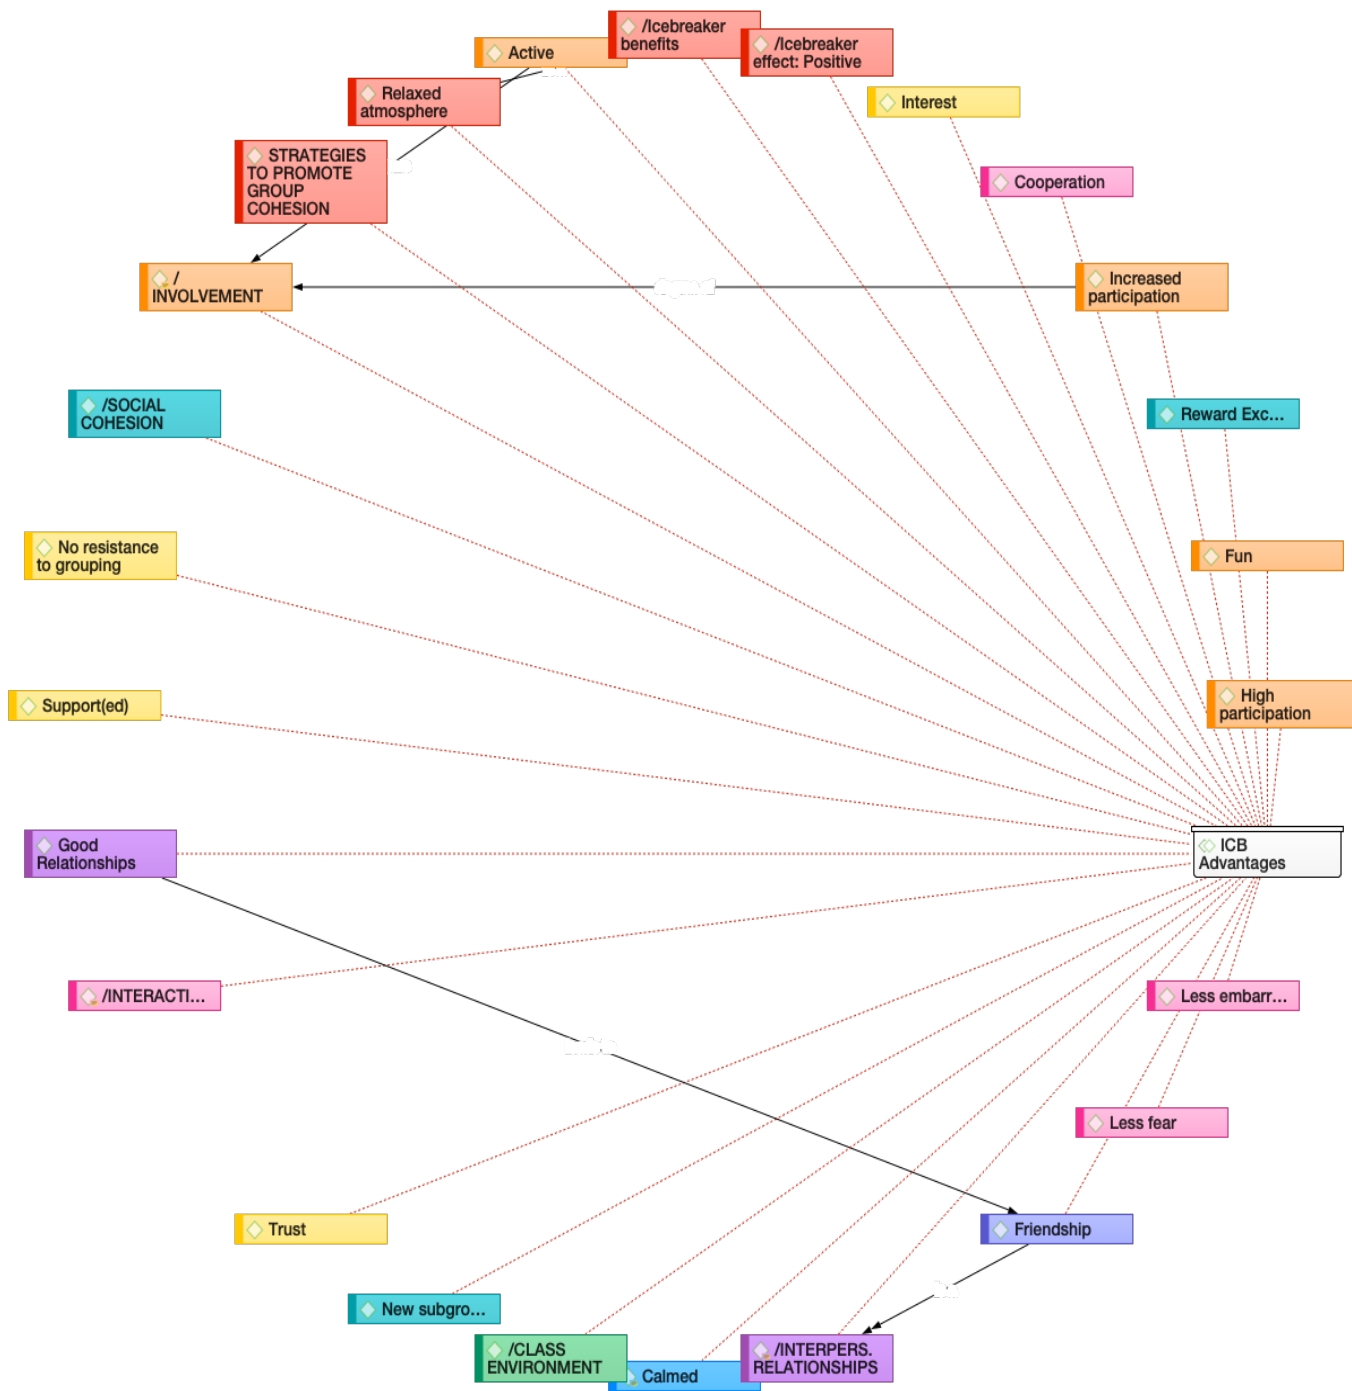 /Icebreaker
benefits
Active
/Icebreaker
effect: Positive
Relaxed
atmosphere
Interest
STRATEGIES
TO PROMOTE
GROUP
COHESION
Cooperation
/
INVOLVEMENT
Increased
participation
/SOCIAL
COHESION
Reward Exc...
No resistance
to grouping
Fun
Support(ed)
High
participation
Good
Relationships
ICB
Advantages
/INTERACTI...
Less embarr...
Less fear
Trust
Friendship
New subgro...
/CLASS
ENVIRONMENT
Calmed
/INTERPERS.
RELATIONSHIPS